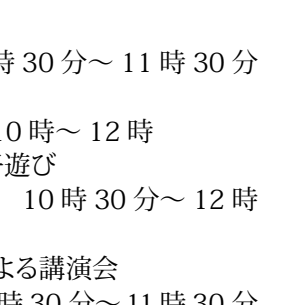 時 30 分～ 11 時 30 分
10 時～ 12 時
遊び
10 時 30 分～ 12 時
よる講演会
時 30 分～ 11 時 30 分